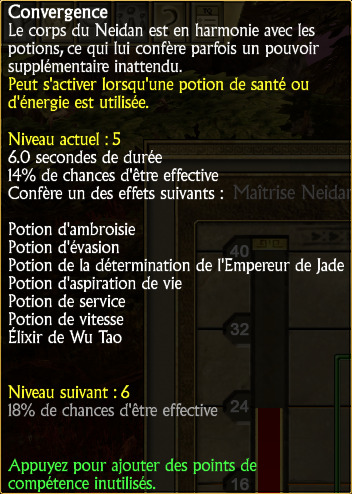 Convergence
Le corps du Neidan est en harmonie avec les
potions, ce qui lui confère parfois un pouvoir
supplémentaire inattendu.
Peut s'activer lorsqu'une potion de santé ou
d'énergie est utilisée.
Niveau actuel : 5
6.0 secondes de durée
14% de chances d'être effective
Confère un des effets suivants :
Maîtrise Neidan
Potion d'ambroisie
Potion d'évasion
Potion de la détermination de l'Empereur de Jade
Potion d'aspiration de vie
Potion de service
Potion de vitesse
Élixir de Wu Tao
40
32
24
16
Niveau suivant : 6
18% de chances d'être effective
Appuyez pour ajouter des points de
compétence inutilisés.